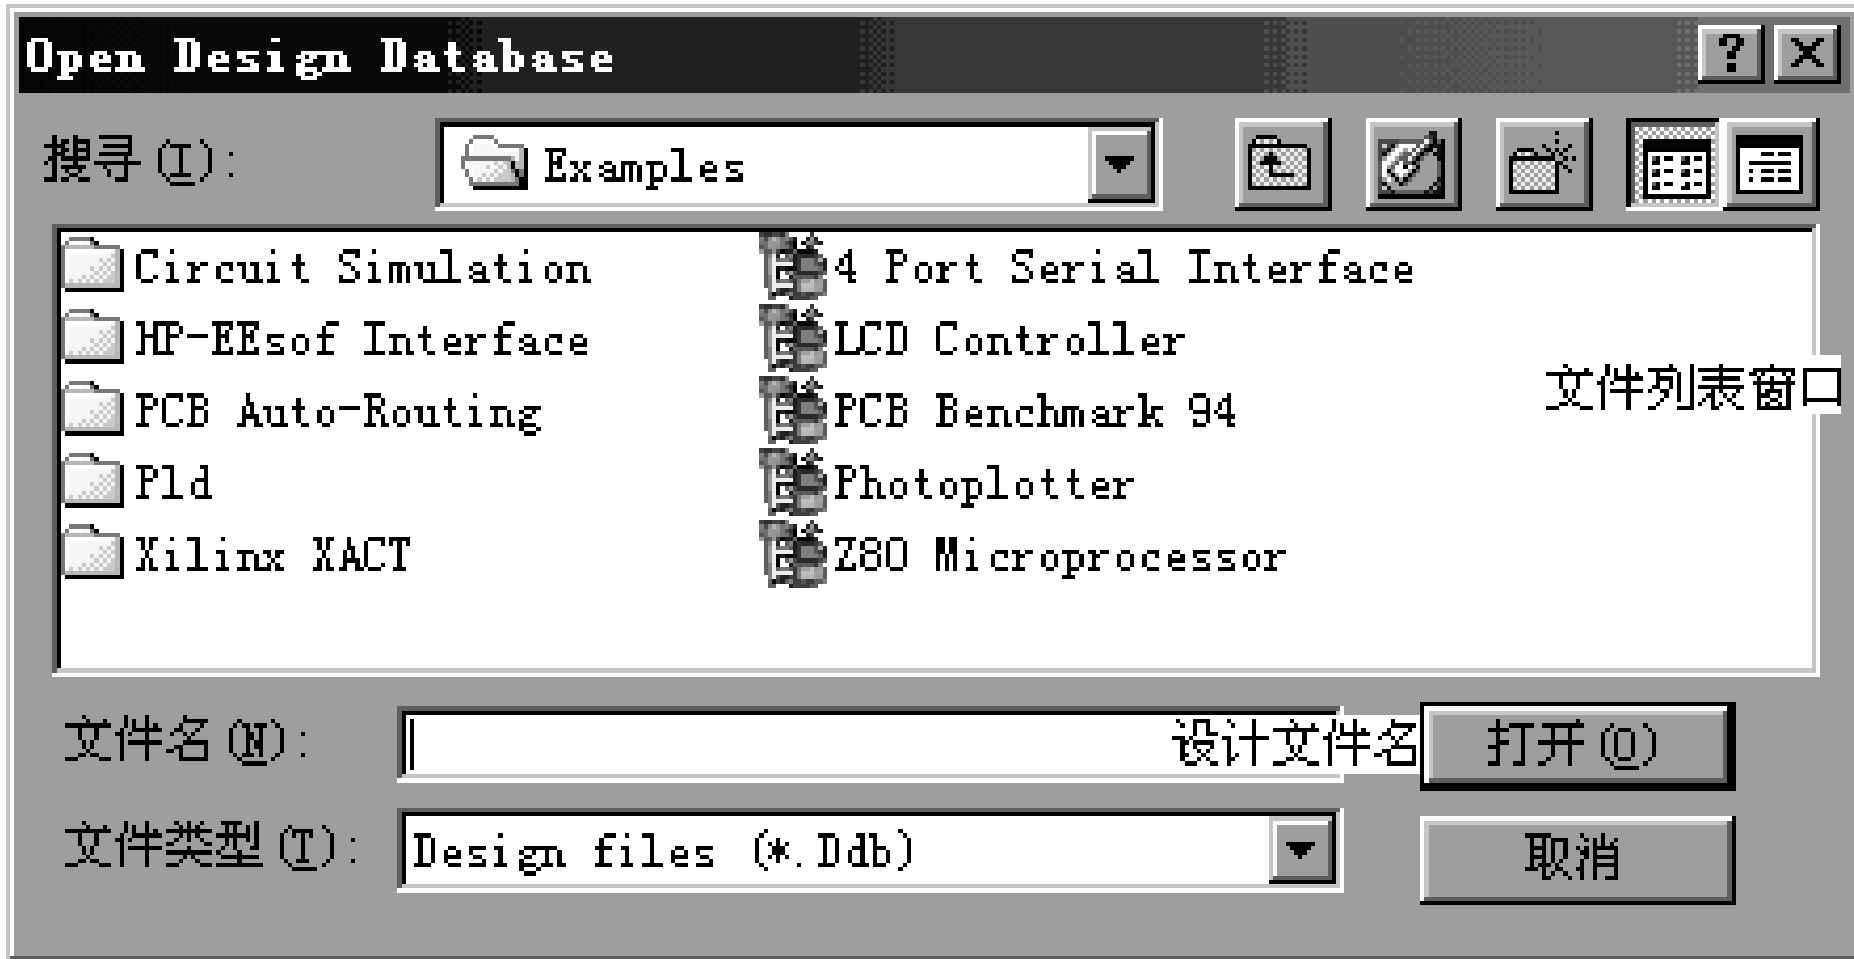 Open Design Database
搜寻(I): Examples
Circuit Simulation 4 Port Serial Interface
HP-EEsof Interface LCD Controller
文件列表窗口
PCB Auto-Routing PCB Benchmark 94
Pld Photoplotter
Xilinx XACT Z80 Microprocessor
文件名(N): 设计文件名 打开(O)
文件类型(T): Design files (*.Ddb) 取消